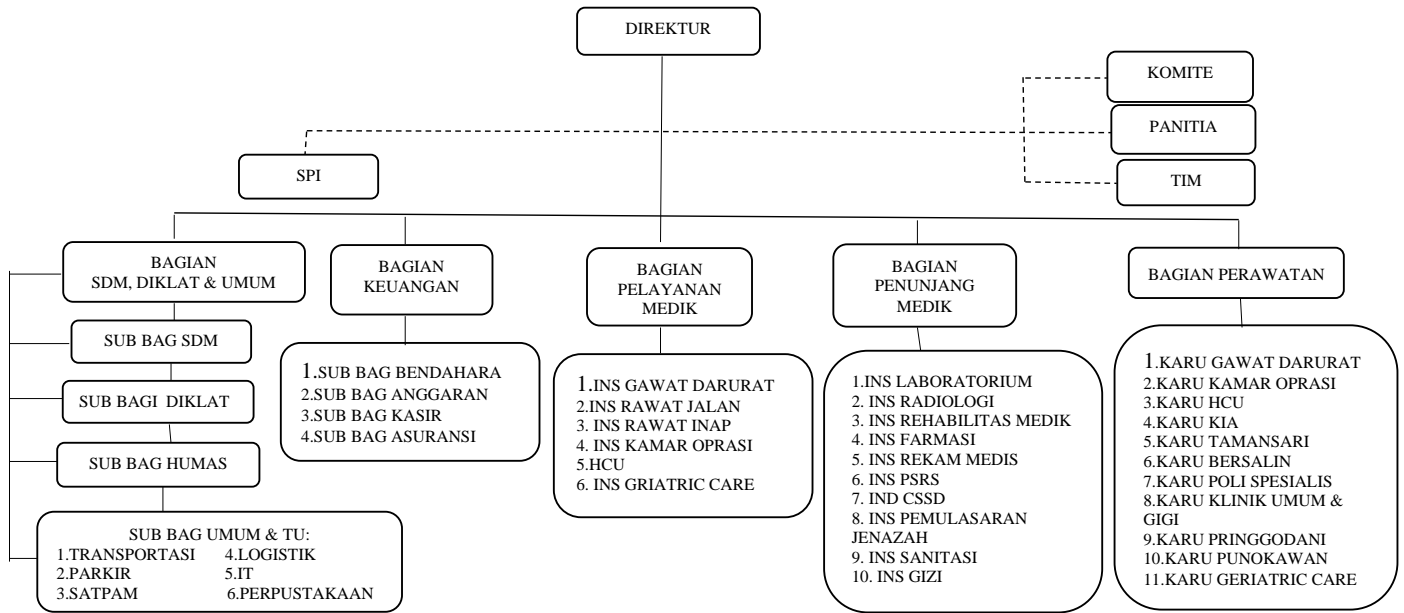 DIREKTUR
KOMITE
PANITIA
TIM
SPI
BAGIAN
SDM, DIKLAT & UMUM
SUB BAG SDM
SUB BAGI DIKLAT
SUB BAG HUMAS
SUB BAG UMUM & TU:
1.TRANSPORTASI 4.LOGISTIK
2.PARKIR 5.IT
3.SATPAM 6.PERPUSTAKAAN
BAGIAN
KEUANGAN
1.SUB BAG BENDAHARA
2.SUB BAG ANGGARAN
3.SUB BAG KASIR
4.SUB BAG ASURANSI
BAGIAN
PELAYANAN
MEDIK
1.INS GAWAT DARURAT
2.INS RAWAT JALAN
3. INS RAWAT INAP
4. INS KAMAR OPRASI
5.HCU
6. INS GRIATRIC CARE
BAGIAN
PENUNJANG
MEDIK
1.INS LABORATORIUM
2. INS RADIOLOGI
3. INS REHABILITAS MEDIK
4. INS FARMASI
5. INS REKAM MEDIS
6. INS PSRS
7. IND CSSD
8. INS PEMULASARAN
JENAZAH
9. INS SANITASI
10. INS GIZI
BAGIAN PERAWATAN
1.KARU GAWAT DARURAT
2.KARU KAMAR OPRASI
3.KARU HCU
4.KARU KIA
5.KARU TAMANSARI
6.KARU BERSALIN
7.KARU POLI SPESIALIS
8.KARU KLINIK UMUM &
GIGI
9.KARU PRINGGODANI
10.KARU PUNOKAWAN
11.KARU GERIATRIC CARE